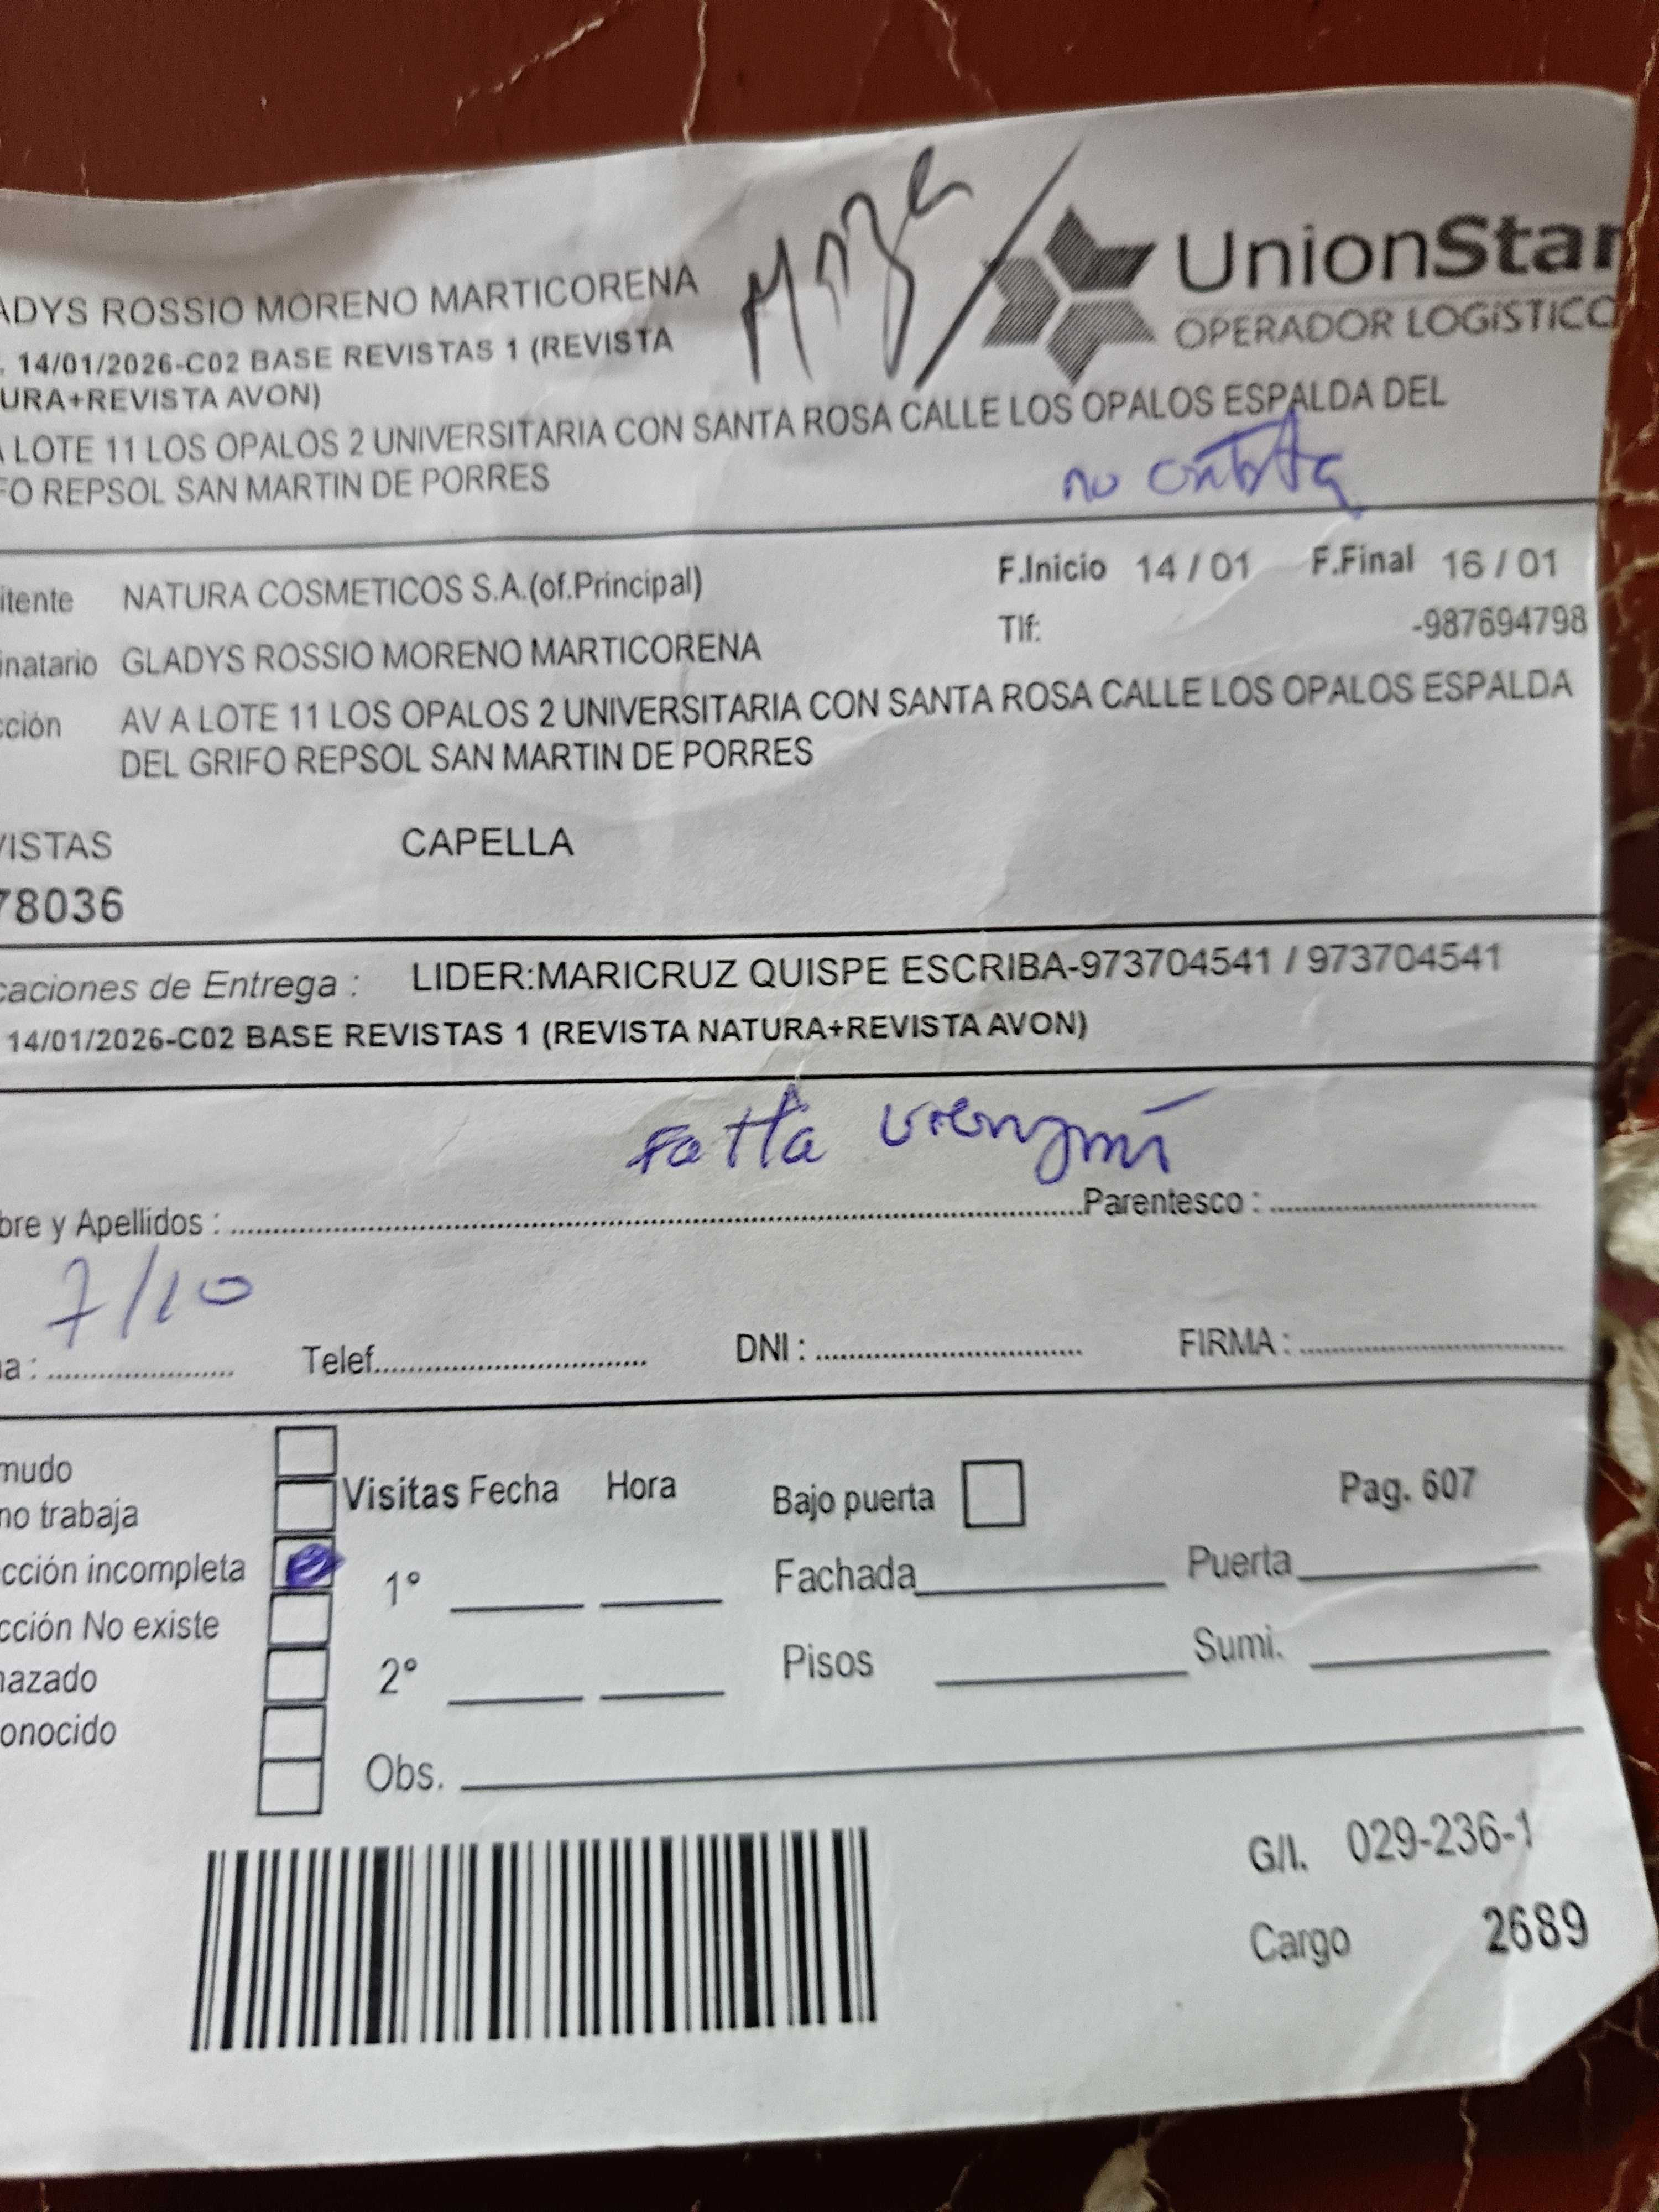 ADYS ROSSIO MORENO MARTICORENA
UnionStar
OPERADOR LOGÍSTICO
. 14/01/2026-C02 BASE REVISTAS 1 (REVISTA
URA+REVISTA AVON)
A LOTE 11 LOS OPALOS 2 UNIVERSITARIA CON SANTA ROSA CALLE LOS OPALOS ESPALDA DEL
FO REPSOL SAN MARTIN DE PORRES
no
itente NATURA COSMETICOS S.A.(of.Principal) F.Inicio 14 / 01 F.Final 16 / 01
inatario GLADYS ROSSIO MORENO MARTICORENA Tlf: -987694798
cción AV A LOTE 11 LOS OPALOS 2 UNIVERSITARIA CON SANTA ROSA CALLE LOS OPALOS ESPALDA
DEL GRIFO REPSOL SAN MARTIN DE PORRES
VISTAS CAPELLA
78036
caciones de Entrega : LIDER:MARICRUZ QUISPE ESCRIBA-973704541 / 973704541
14/01/2026-C02 BASE REVISTAS 1 (REVISTA NATURA+REVISTA AVON)
Falta
bre y Apellidos : Parentesco :
7/10
a : Telef. DNI : FIRMA :
mudo
no trabaja
cción incompleta
cción No existe
hazado
onocido
Visitas Fecha Hora Bajo puerta Pag. 607
1° Fachada Puerta
2° Pisos Sumi.
Obs.
G/I. 029-236-1
Cargo 2689